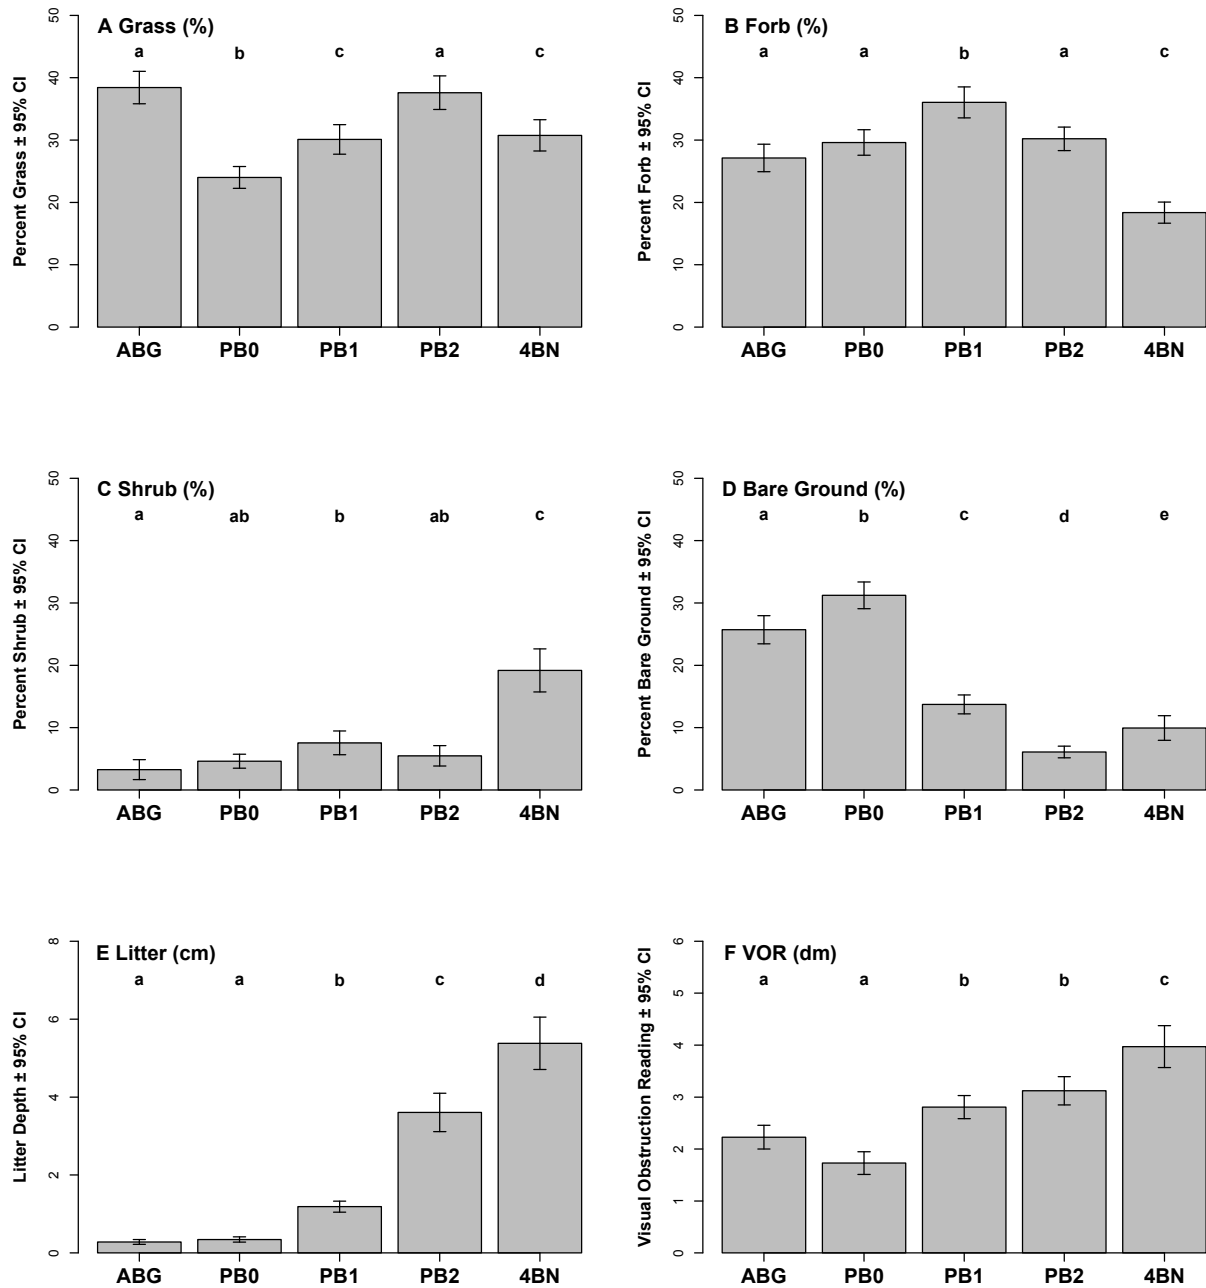 A Grass (%)
a b c a c
Percent Grass ± 95% CI
0 10 20 30 40 50
ABG PB0 PB1 PB2 4BN
B Forb (%)
a a b a c
Percent Forb ± 95% CI
0 10 20 30 40 50
ABG PB0 PB1 PB2 4BN
C Shrub (%)
a ab b ab c
Percent Shrub ± 95% CI
0 10 20 30 40 50
ABG PB0 PB1 PB2 4BN
D Bare Ground (%)
a b c d e
Percent Bare Ground ± 95% CI
0 10 20 30 40 50
ABG PB0 PB1 PB2 4BN
E Litter (cm)
a a b c d
Litter Depth ± 95% CI
0 2 4 6 8
ABG PB0 PB1 PB2 4BN
F VOR (dm)
a a b b c
Visual Obstruction Reading ± 95% CI
0 1 2 3 4 5 6
ABG PB0 PB1 PB2 4BN